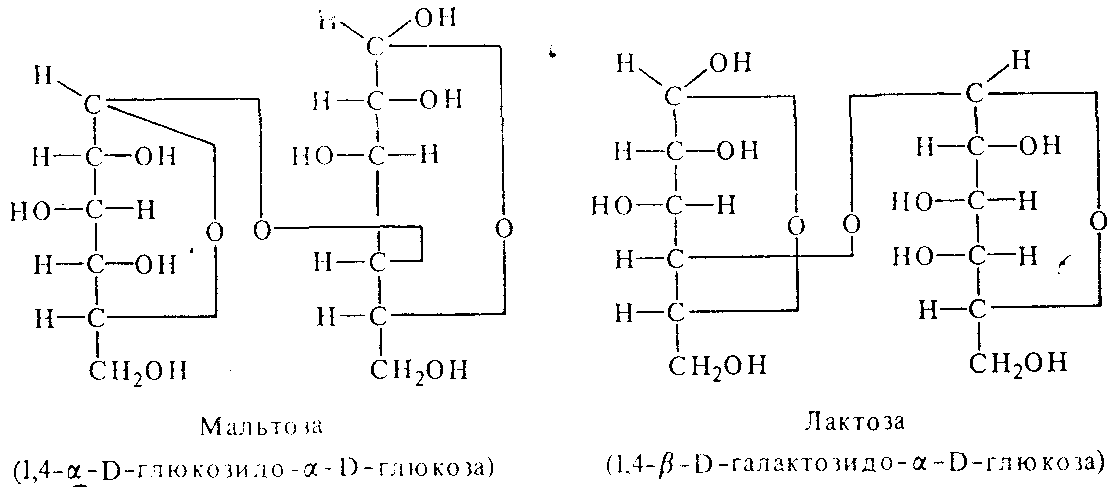 H
C
H—C—OH
HO—C—H
H—C—OH
H—C
CH₂OH
O
O
H OH
C
H—C—OH
HO—C—H
H—C
H—C
CH₂OH
O
Мальтоза
(1,4-α-D-глюкозидо-α-D-глюкоза)
H OH
C
H—C—OH
HO—C—H
H—C
H—C
CH₂OH
O
O
H
C
H—C—OH
HO—C—H
HO—C—H
H—C
CH₂OH
O
Лактоза
(1,4-β-D-галактозидо-α-D-глюкоза)